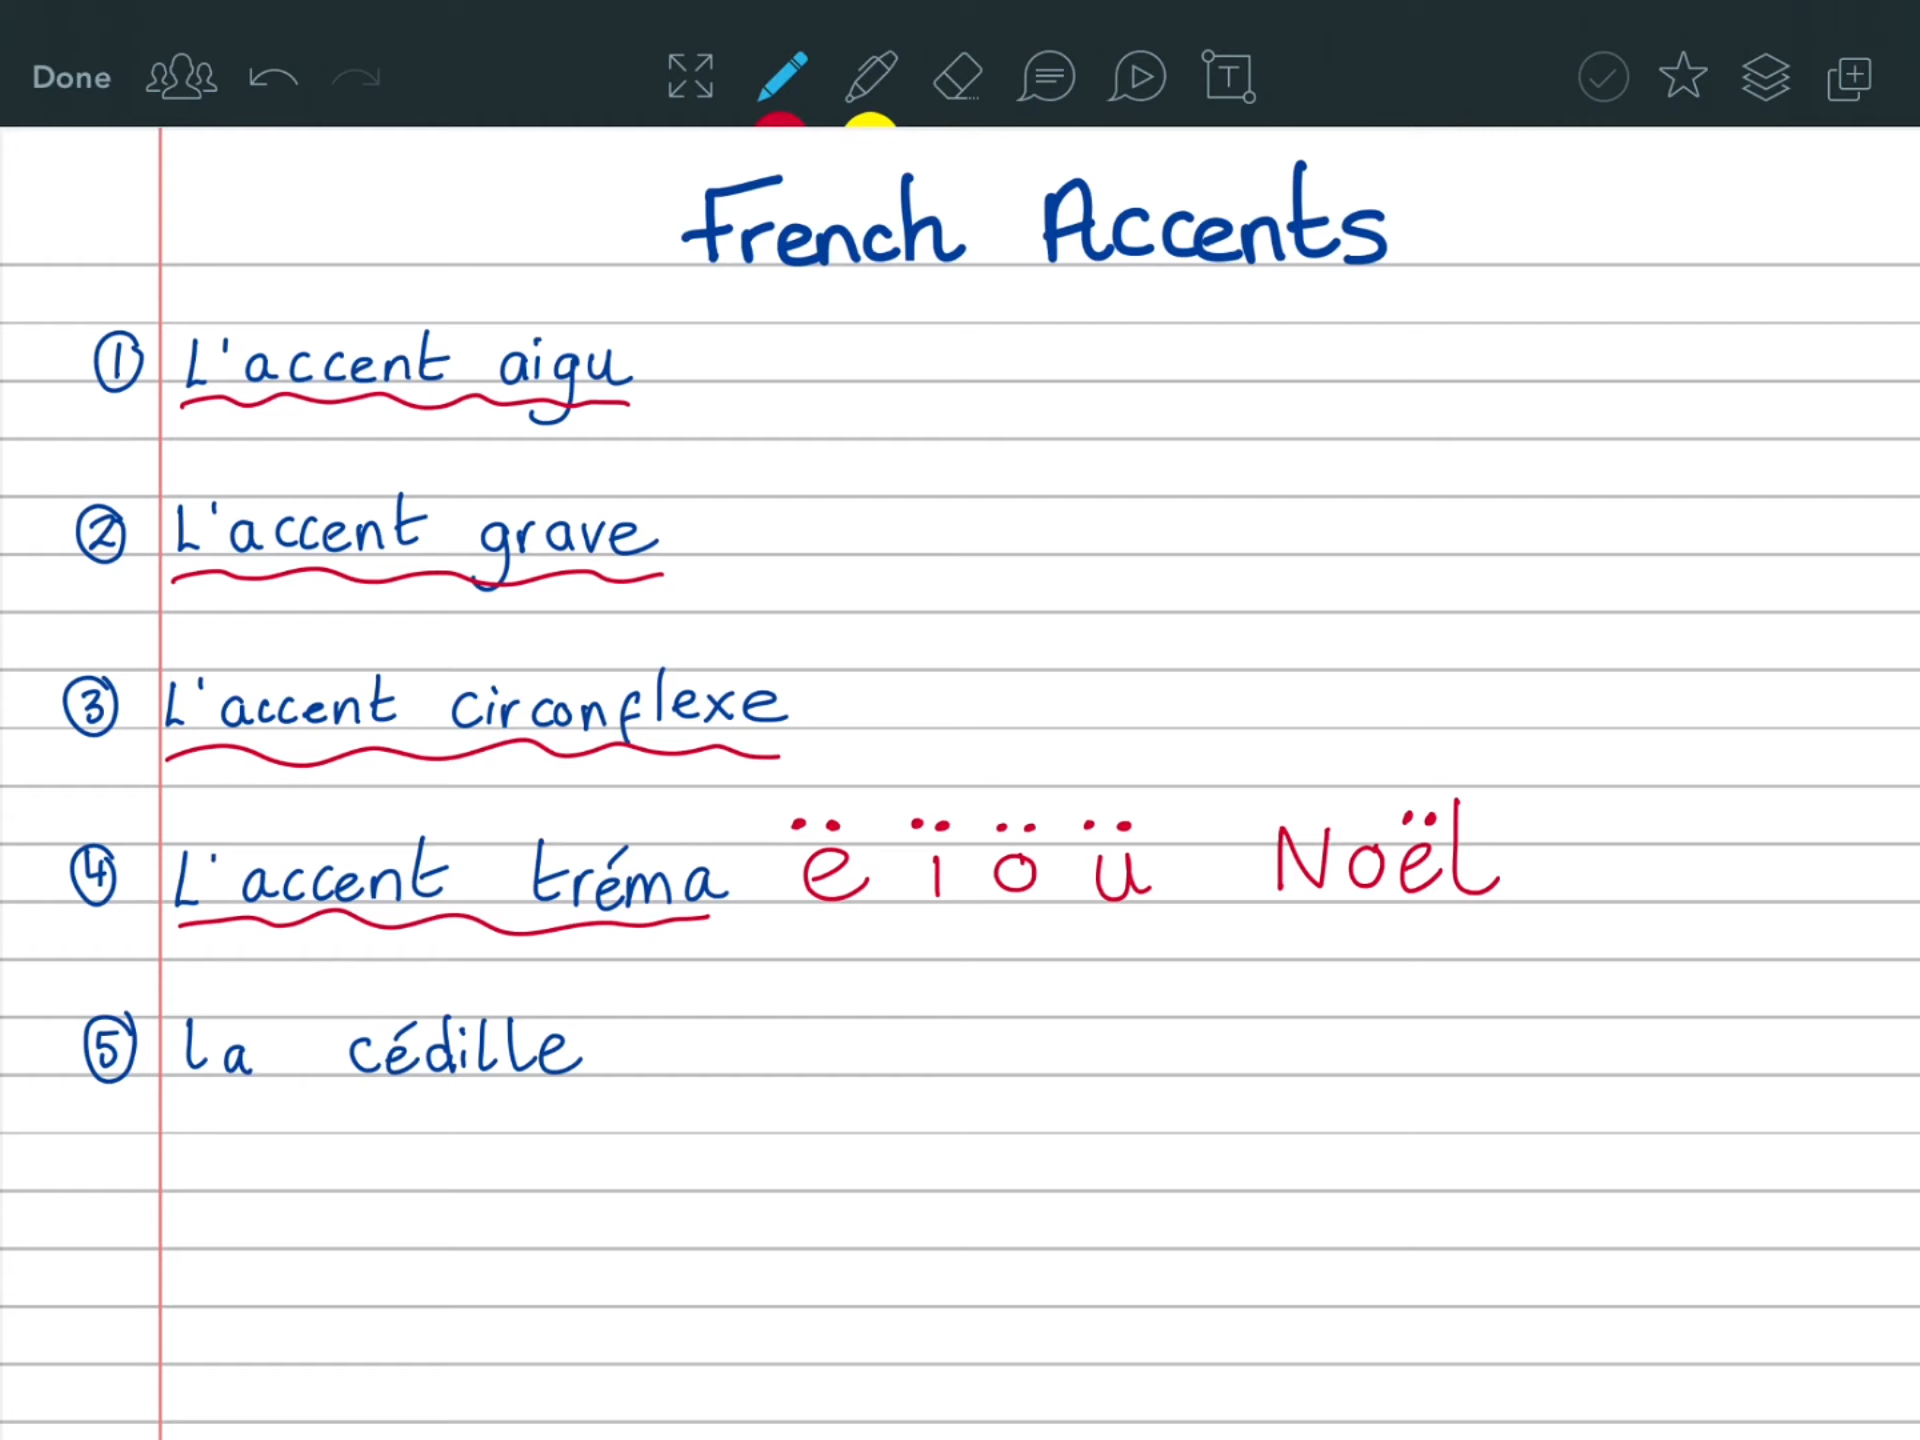 Done
French Accents
① L'accent aigu
② L'accent grave
③ L'accent circonflexe
④ L'accent tréma ë ï ö ü Noël
⑤ la cédille